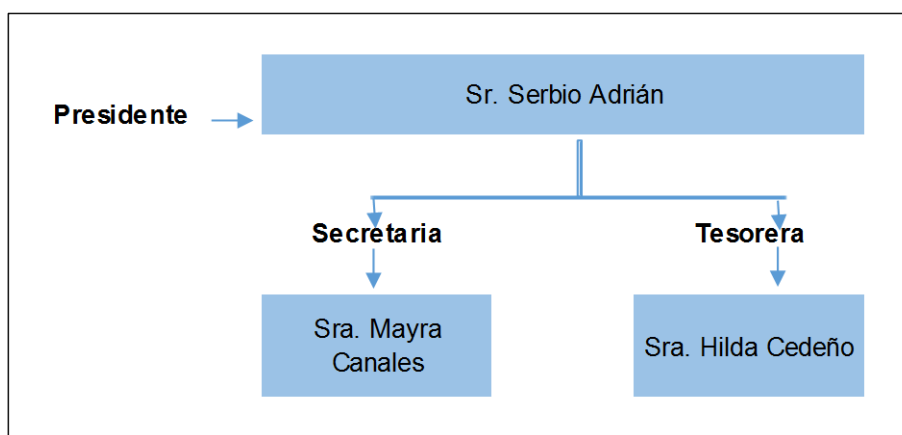 Sr. Serbio Adrián
Presidente
Secretaria
Tesorera
Sra. Mayra
Canales
Sra. Hilda Cedeño